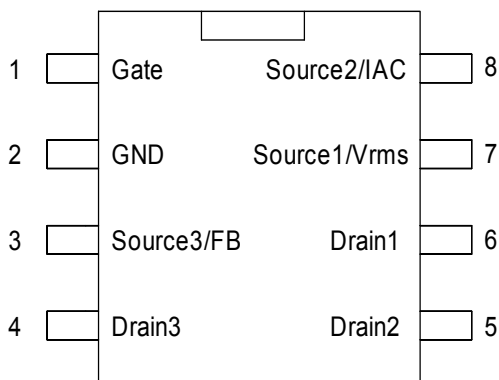 1 Gate Source2/IAC 8
2 GND Source1/Vrms 7
3 Source3/FB Drain1 6
4 Drain3 Drain2 5